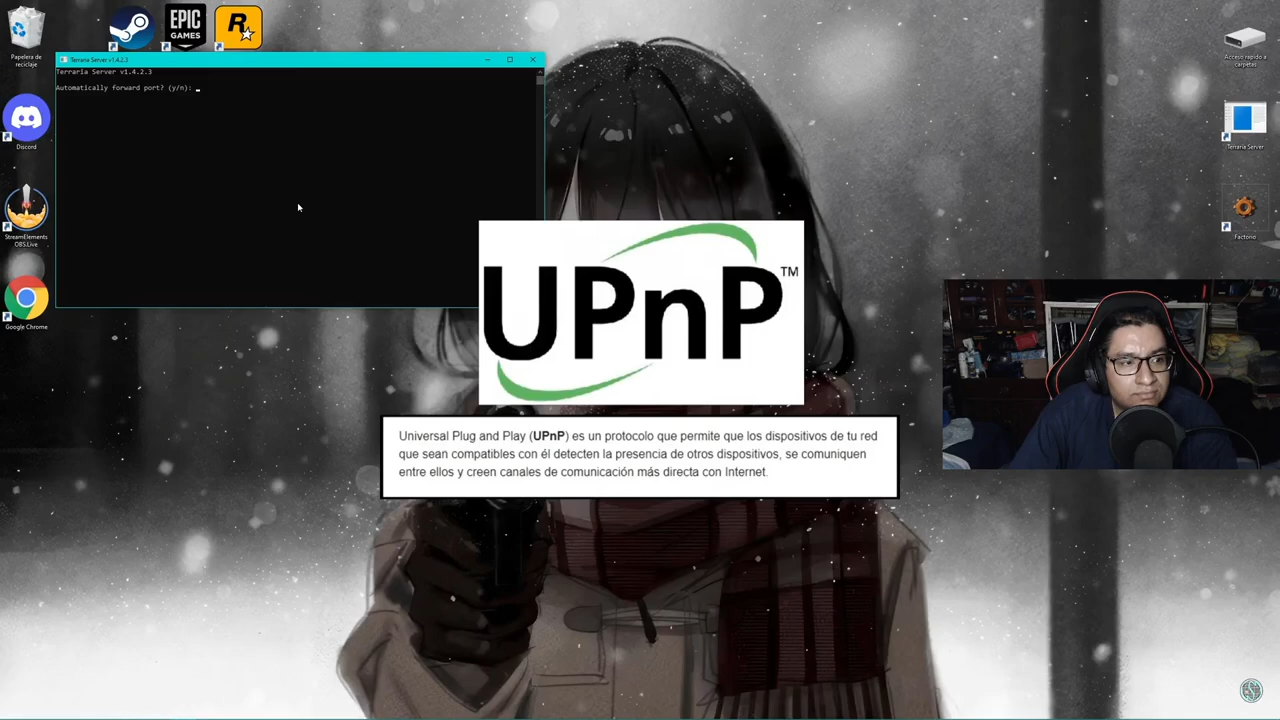 Papelera de
reciclaje
EPIC
GAMES
R
Terraria Server v1.4.2.3
Terraria Server v1.4.2.3
Automatically forward port? (y/n):
Discord
StreamElements
OBS.Live
Google Chrome
UPnP™
Universal Plug and Play (UPnP) es un protocolo que permite que los dispositivos de tu red
que sean compatibles con él detecten la presencia de otros dispositivos, se comuniquen
entre ellos y creen canales de comunicación más directa con Internet.
Acceso rapido a
carpetas
Terraria Server
Factorio